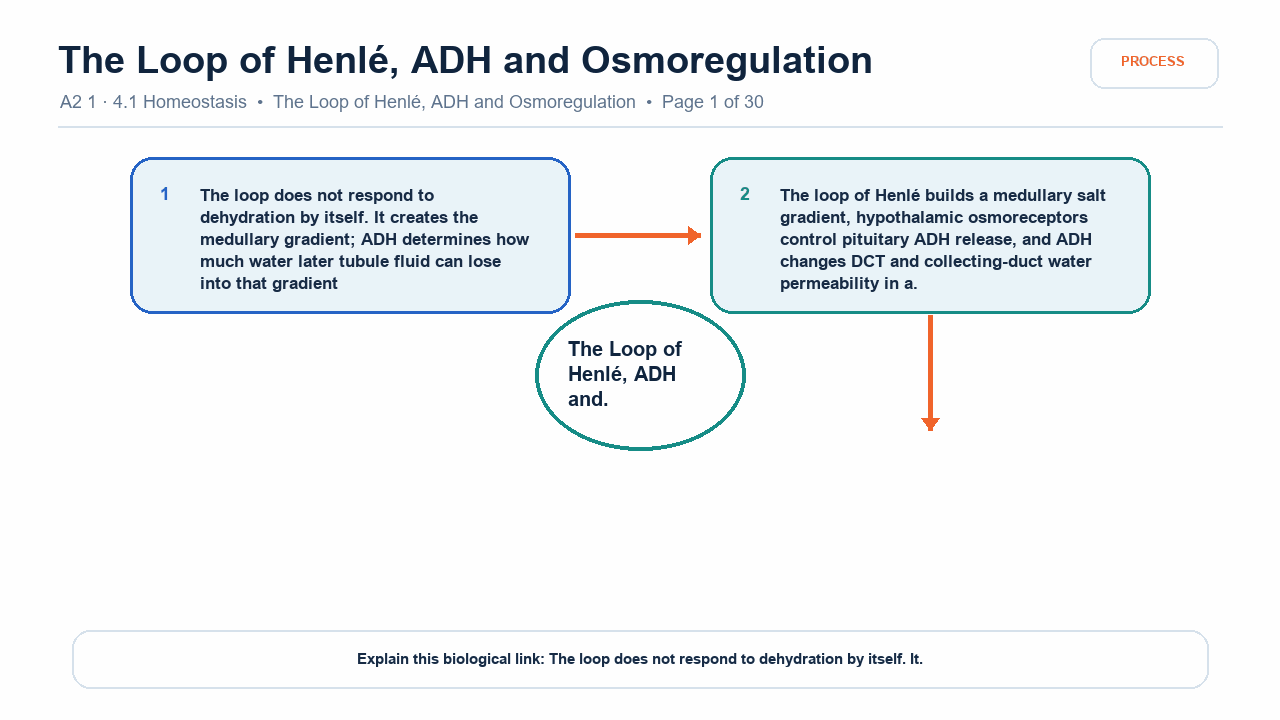 The Loop of Henlé, ADH and Osmoregulation
PROCESS
A2 1 · 4.1 Homeostasis • The Loop of Henlé, ADH and Osmoregulation • Page 1 of 30
1
The loop does not respond to
dehydration by itself. It creates the
medullary gradient; ADH determines how
much water later tubule fluid can lose
into that gradient
2
The loop of Henlé builds a medullary salt
gradient, hypothalamic osmoreceptors
control pituitary ADH release, and ADH
changes DCT and collecting-duct water
permeability in a.
The Loop of
Henlé, ADH
and.
Explain this biological link: The loop does not respond to dehydration by itself. It.